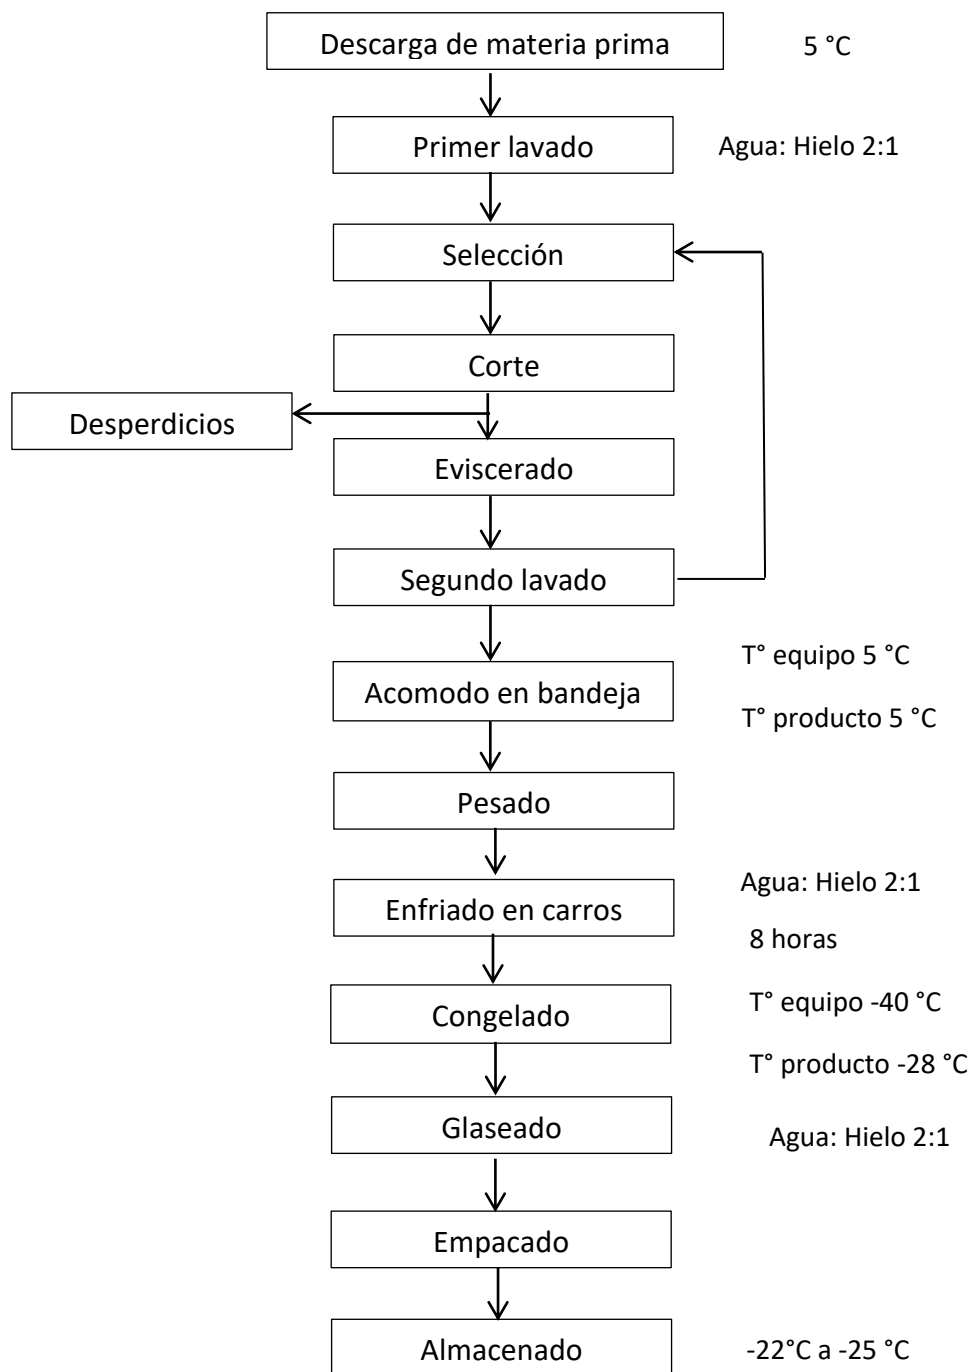 Descarga de materia prima
5 °C
Primer lavado
Agua: Hielo 2:1
Selección
Corte
Desperdicios
Eviscerado
Segundo lavado
T° equipo 5 °C
Acomodo en bandeja
T° producto 5 °C
Pesado
Agua: Hielo 2:1
Enfriado en carros
8 horas
T° equipo -40 °C
Congelado
T° producto -28 °C
Glaseado
Agua: Hielo 2:1
Empacado
Almacenado
-22°C a -25 °C